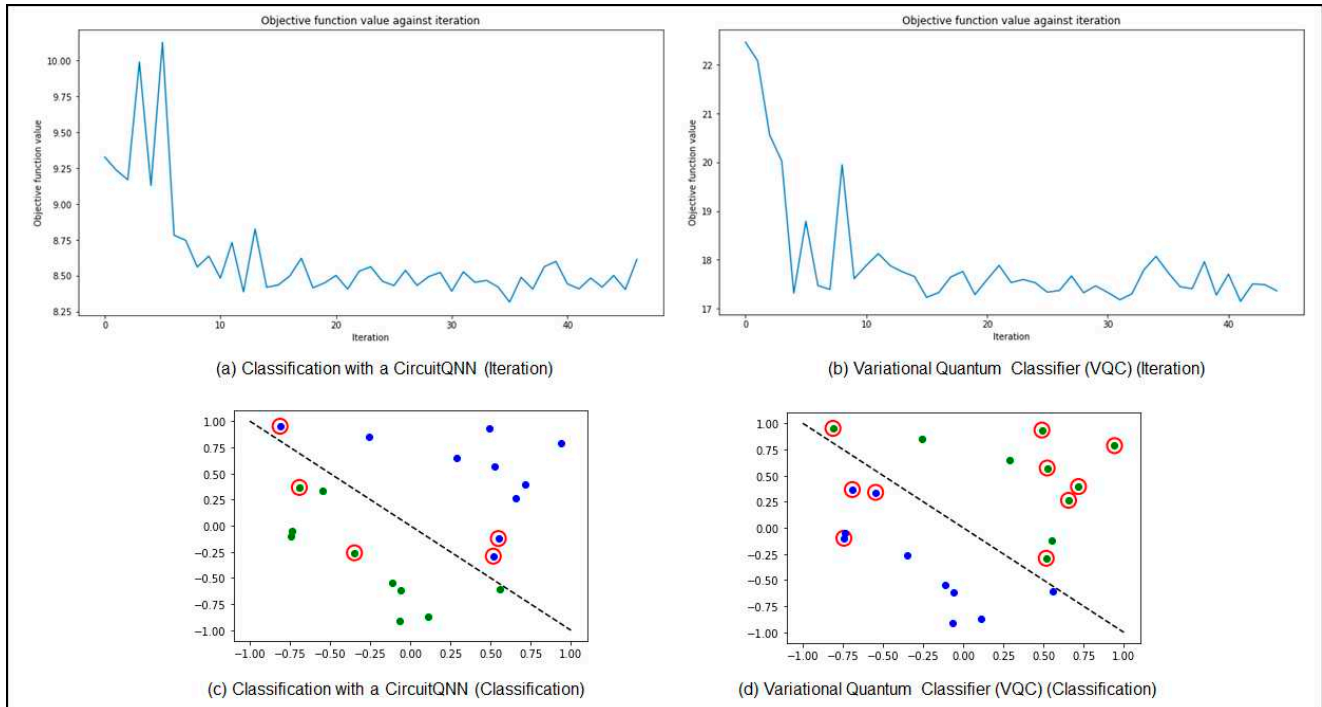 Objective function value against iteration
Objective function value
10.00
9.75
9.50
9.25
9.00
8.75
8.50
8.25
0 10 20 30 40
Iteration
(a) Classification with a CircuitQNN (Iteration)
Objective function value against iteration
Objective function value
22
21
20
19
18
17
0 10 20 30 40
Iteration
(b) Variational Quantum Classifier (VQC) (Iteration)
1.00
0.75
0.50
0.25
0.00
−0.25
−0.50
−0.75
−1.00
−1.00 −0.75 −0.50 −0.25 0.00 0.25 0.50 0.75 1.00
(c) Classification with a CircuitQNN (Classification)
1.00
0.75
0.50
0.25
0.00
−0.25
−0.50
−0.75
−1.00
−1.00 −0.75 −0.50 −0.25 0.00 0.25 0.50 0.75 1.00
(d) Variational Quantum Classifier (VQC) (Classification)